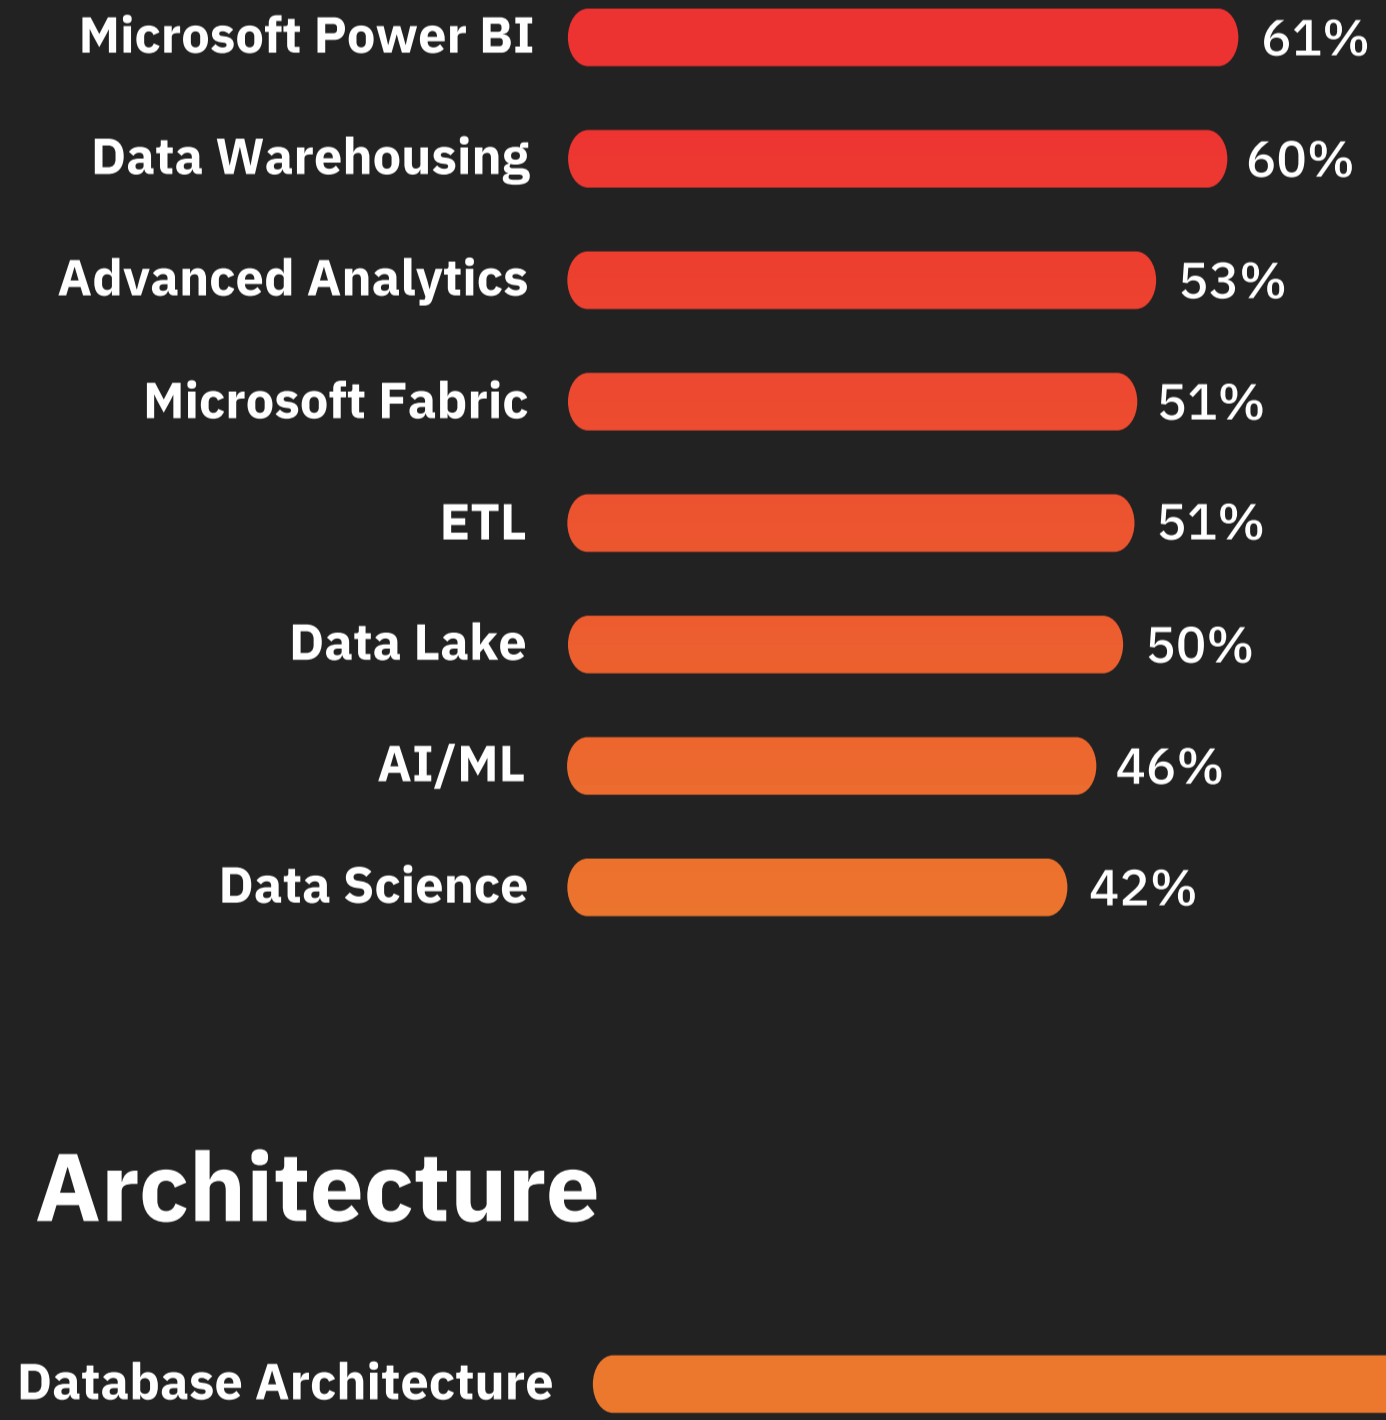 Microsoft Power BI 61%
Data Warehousing 60%
Advanced Analytics 53%
Microsoft Fabric 51%
ETL 51%
Data Lake 50%
AI/ML 46%
Data Science 42%
Architecture
Database Architecture